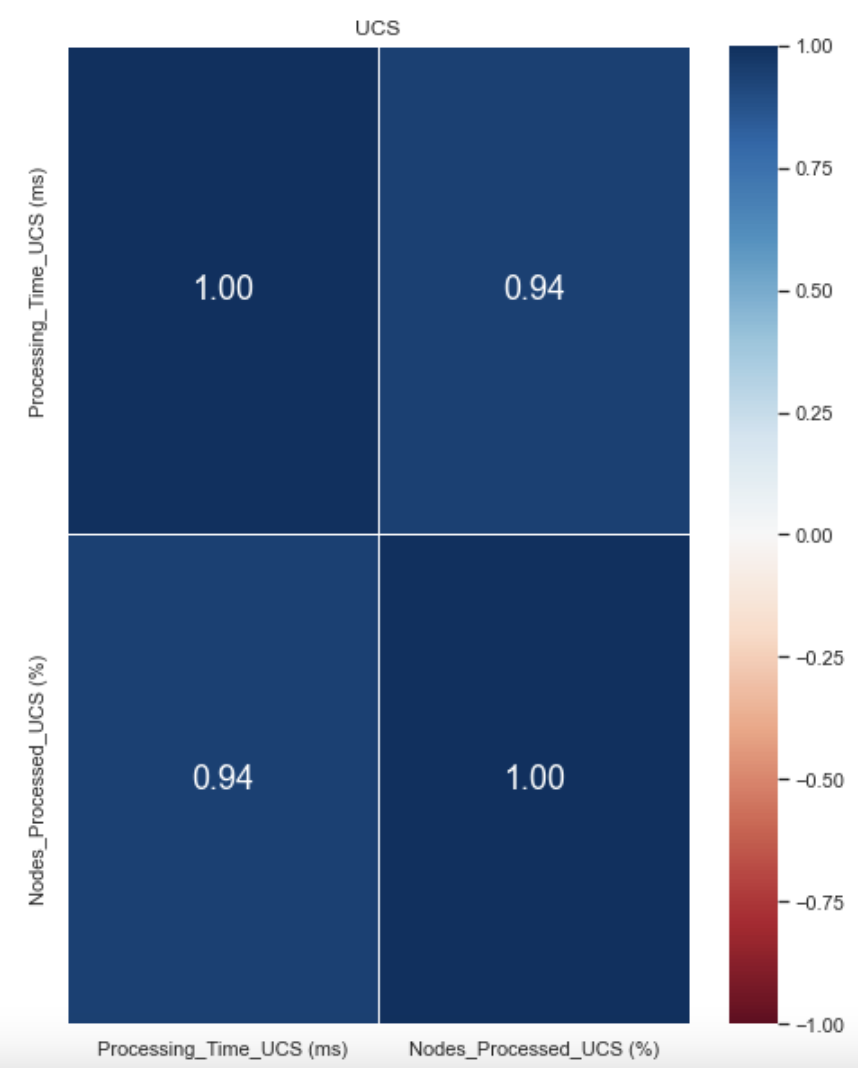 UCS
Processing_Time_UCS (ms)
Nodes_Processed_UCS (%)
1.00
0.94
0.94
1.00
Processing_Time_UCS (ms)
Nodes_Processed_UCS (%)
1.00
0.75
0.50
0.25
0.00
−0.25
−0.50
−0.75
−1.00